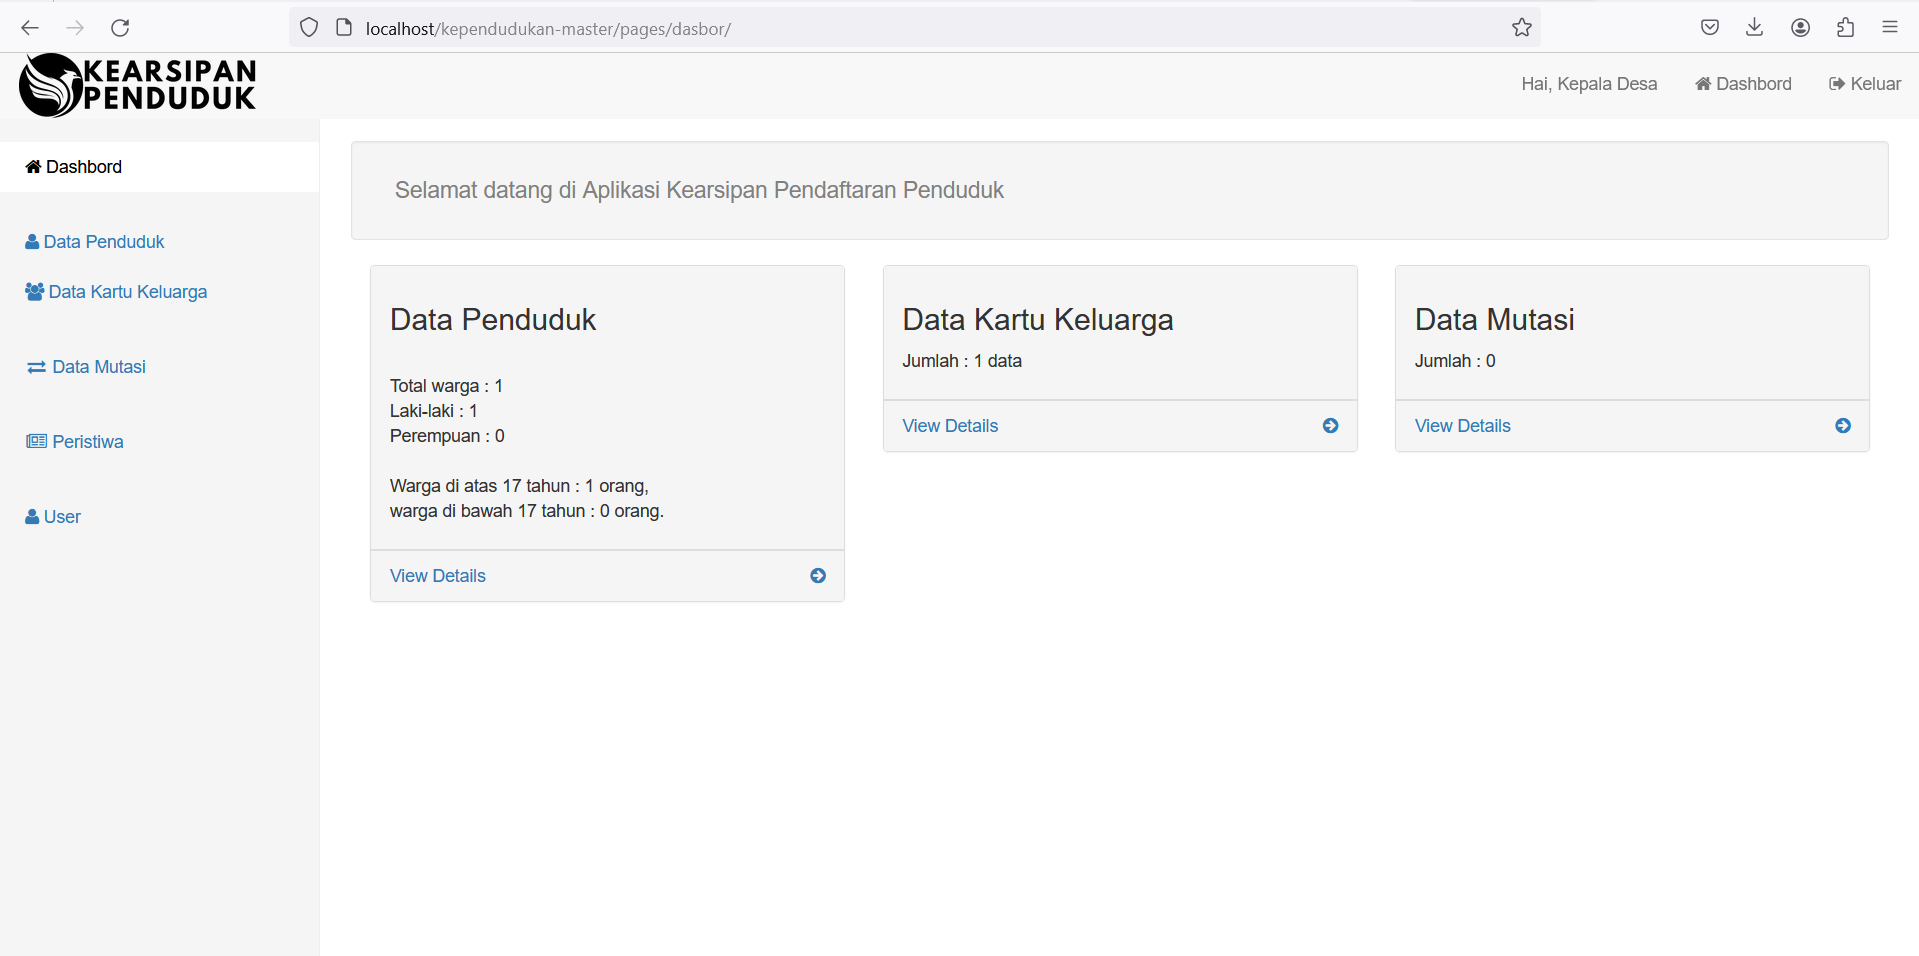 localhost/kependudukan-master/pages/dasbor/
KEARSIPAN
PENDUDUK
Hai, Kepala Desa
Dashbord
Keluar
Dashbord
Data Penduduk
Data Kartu Keluarga
Data Mutasi
Peristiwa
User
Selamat datang di Aplikasi Kearsipan Pendaftaran Penduduk
Data Penduduk
Total warga : 1
Laki-laki : 1
Perempuan : 0
Warga di atas 17 tahun : 1 orang,
warga di bawah 17 tahun : 0 orang.
View Details
Data Kartu Keluarga
Jumlah : 1 data
View Details
Data Mutasi
Jumlah : 0
View Details